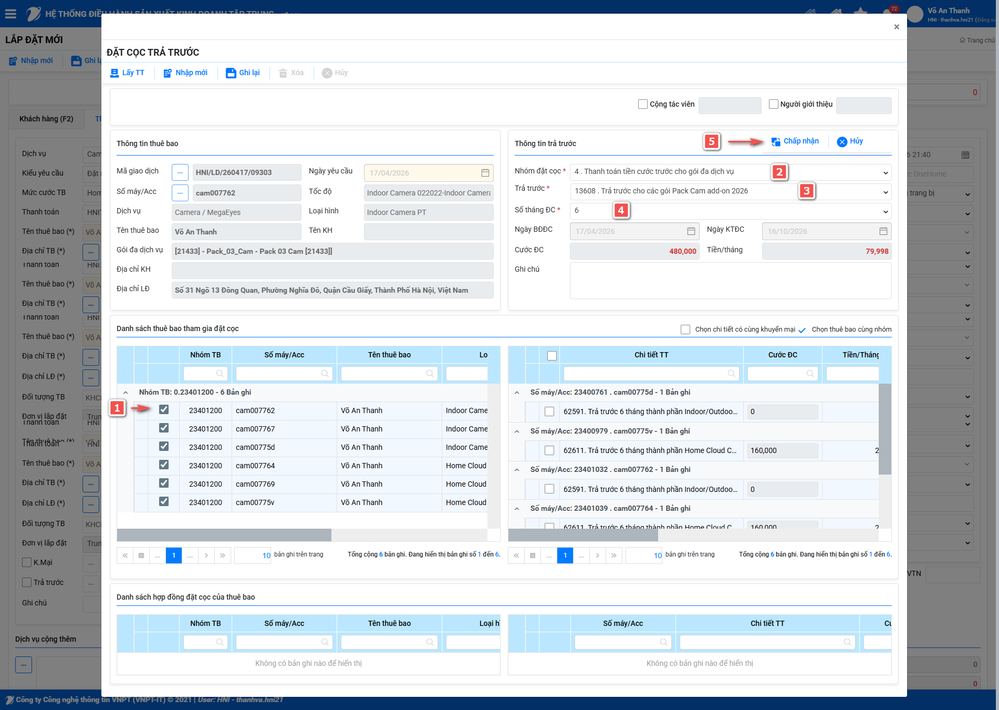 HỆ THỐNG ĐIỀU HÀNH SẢN XUẤT KINH DOANH TẬP TRUNG
72
Võ An Thanh
HNI - thanhva.hni21 (Đăng xu
LẮP ĐẶT MỚI
Trang chủ
Nhập mới
Ghi lạ
×
ĐẶT CỌC TRẢ TRƯỚC
Lấy TT
Nhập mới
Ghi lại
Xóa
Hủy
Cộng tác viên
Người giới thiệu
0
Khách hàng (F2)
Th
Thông tin thuê bao
Mã giao dịch
...
HNI/LD/260417/09303
Ngày yêu cầu
17/04/2026
Số máy/Acc
...
cam007762
Tốc độ
Indoor Camera 022022-Indoor Camera
Dịch vụ
Camera / MegaEyes
Loại hình
Indoor Camera PT
Tên thuê bao
Võ An Thanh
Tên KH
Gói đa dịch vụ
[21433] - Pack_03_Cam - Pack 03 Cam [21433]]
Địa chỉ KH
Địa chỉ LĐ
Số 31 Ngõ 13 Đông Quan, Phường Nghĩa Đô, Quận Cầu Giấy, Thành Phố Hà Nội, Việt Nam
Thông tin trả trước
5
Chấp nhận
Hủy
Nhóm đặt cọc *
4 . Thanh toán tiền cước trước cho gói đa dịch vụ
2
Trả trước *
13608 . Trả trước cho các gói Pack Cam add-on 2026
3
Số tháng ĐC *
6
4
Ngày BĐĐC
17/04/2026
Ngày KTĐC
16/10/2026
Cước ĐC
480,000
Tiền/tháng
79,998
Ghi chú
Danh sách thuê bao tham gia đặt cọc
Chọn chi tiết có cùng khuyến mại
Chọn thuê bao cùng nhóm
Nhóm TB
Số máy/Acc
Tên thuê bao
Lo
Nhóm TB: 0.23401200 - 6 Bản ghi
1
23401200 cam007762 Võ An Thanh Indoor Came
23401200 cam007767 Võ An Thanh Indoor Came
23401200 cam00775d Võ An Thanh Indoor Came
23401200 cam007764 Võ An Thanh Home Cloud
23401200 cam007769 Võ An Thanh Home Cloud
23401200 cam00775v Võ An Thanh Home Cloud
« ... 1 ... › »
10 bản ghi trên trang
Tổng cộng 6 bản ghi. Đang hiển thị bản ghi số 1 đến 6.
Chi tiết TT
Cước ĐC
Tiền/Tháng
Số máy/Acc: 23400761 . cam00775d - 1 Bản ghi
62591. Trả trước 6 tháng thành phần Indoor/Outdoo... 0
Số máy/Acc: 23400979 . cam00775v - 1 Bản ghi
62611. Trả trước 6 tháng thành phần Home Cloud C... 160,000 2
Số máy/Acc: 23401032 . cam007762 - 1 Bản ghi
62591. Trả trước 6 tháng thành phần Indoor/Outdoo... 0
Số máy/Acc: 23401039 . cam007764 - 1 Bản ghi
62611. Trả trước 6 tháng thành phần Home Cloud C... 160,000 2
« ... 1 ... › »
10 bản ghi trên trang
Tổng cộng 6 bản ghi. Đang hiển thị bản ghi số 1 đến 6.
Danh sách hợp đồng đặt cọc của thuê bao
Nhóm TB
Số máy/Acc
Tên thuê bao
Loại h
Không có bản ghi nào để hiển thị
Số máy/Acc
Chi tiết TT
Cu
Không có bản ghi nào để hiển thị
Dịch vụ
Cam
Kiểu yêu cầu
Đặt
Mức cước TB
Hom
Thanh toán
HNI
Tên thuê bao (*)
Võ A
Địa chỉ TB (*)
...
Thanh toán
HNI
Tên thuê bao (*)
Võ A
Địa chỉ TB (*)
...
Thanh toán
HNI
Tên thuê bao (*)
Võ A
Địa chỉ TB (*)
...
Địa chỉ LĐ (*)
...
Đối tượng TB
KHC
Đơn vị lắp đặt
Trun
Thanh toán
HNI
Tên thuê bao (*)
Thanh toán
HNI
Tên thuê bao (*)
Võ A
Địa chỉ TB (*)
...
Địa chỉ LĐ (*)
...
Đối tượng TB
KHC
Đơn vị lắp đặt
Trun
K.Mại
...
Trả trước
...
Ghi chú
Dịch vụ cộng thêm
...
6 21:40
OneHome
trang bị
VTN
0
0
Công ty Công nghệ thông tin VNPT (VNPT-IT) © 2021 | User: HNI - thanhva.hni21